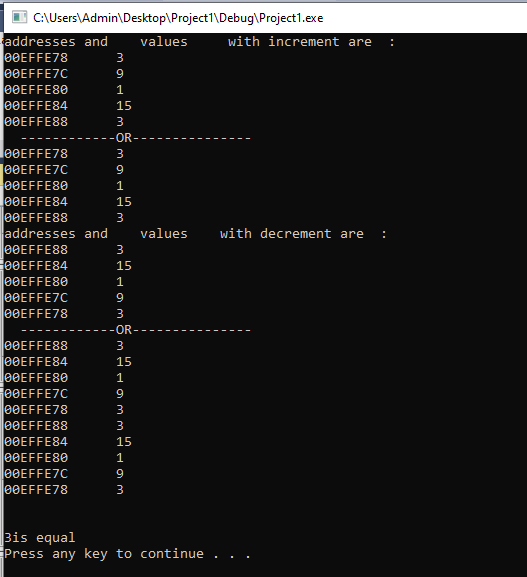 C:\Users\Admin\Desktop\Project1\Debug\Project1.exe
addresses and    values     with increment are  :
00EFFE78      3
00EFFE7C      9
00EFFE80      1
00EFFE84      15
00EFFE88      3
  ------------OR---------------
00EFFE78      3
00EFFE7C      9
00EFFE80      1
00EFFE84      15
00EFFE88      3
addresses and    values    with decrement are  :
00EFFE88      3
00EFFE84      15
00EFFE80      1
00EFFE7C      9
00EFFE78      3
  ------------OR---------------
00EFFE88      3
00EFFE84      15
00EFFE80      1
00EFFE7C      9
00EFFE78      3
00EFFE88      3
00EFFE84      15
00EFFE80      1
00EFFE7C      9
00EFFE78      3
3is equal
Press any key to continue . . .